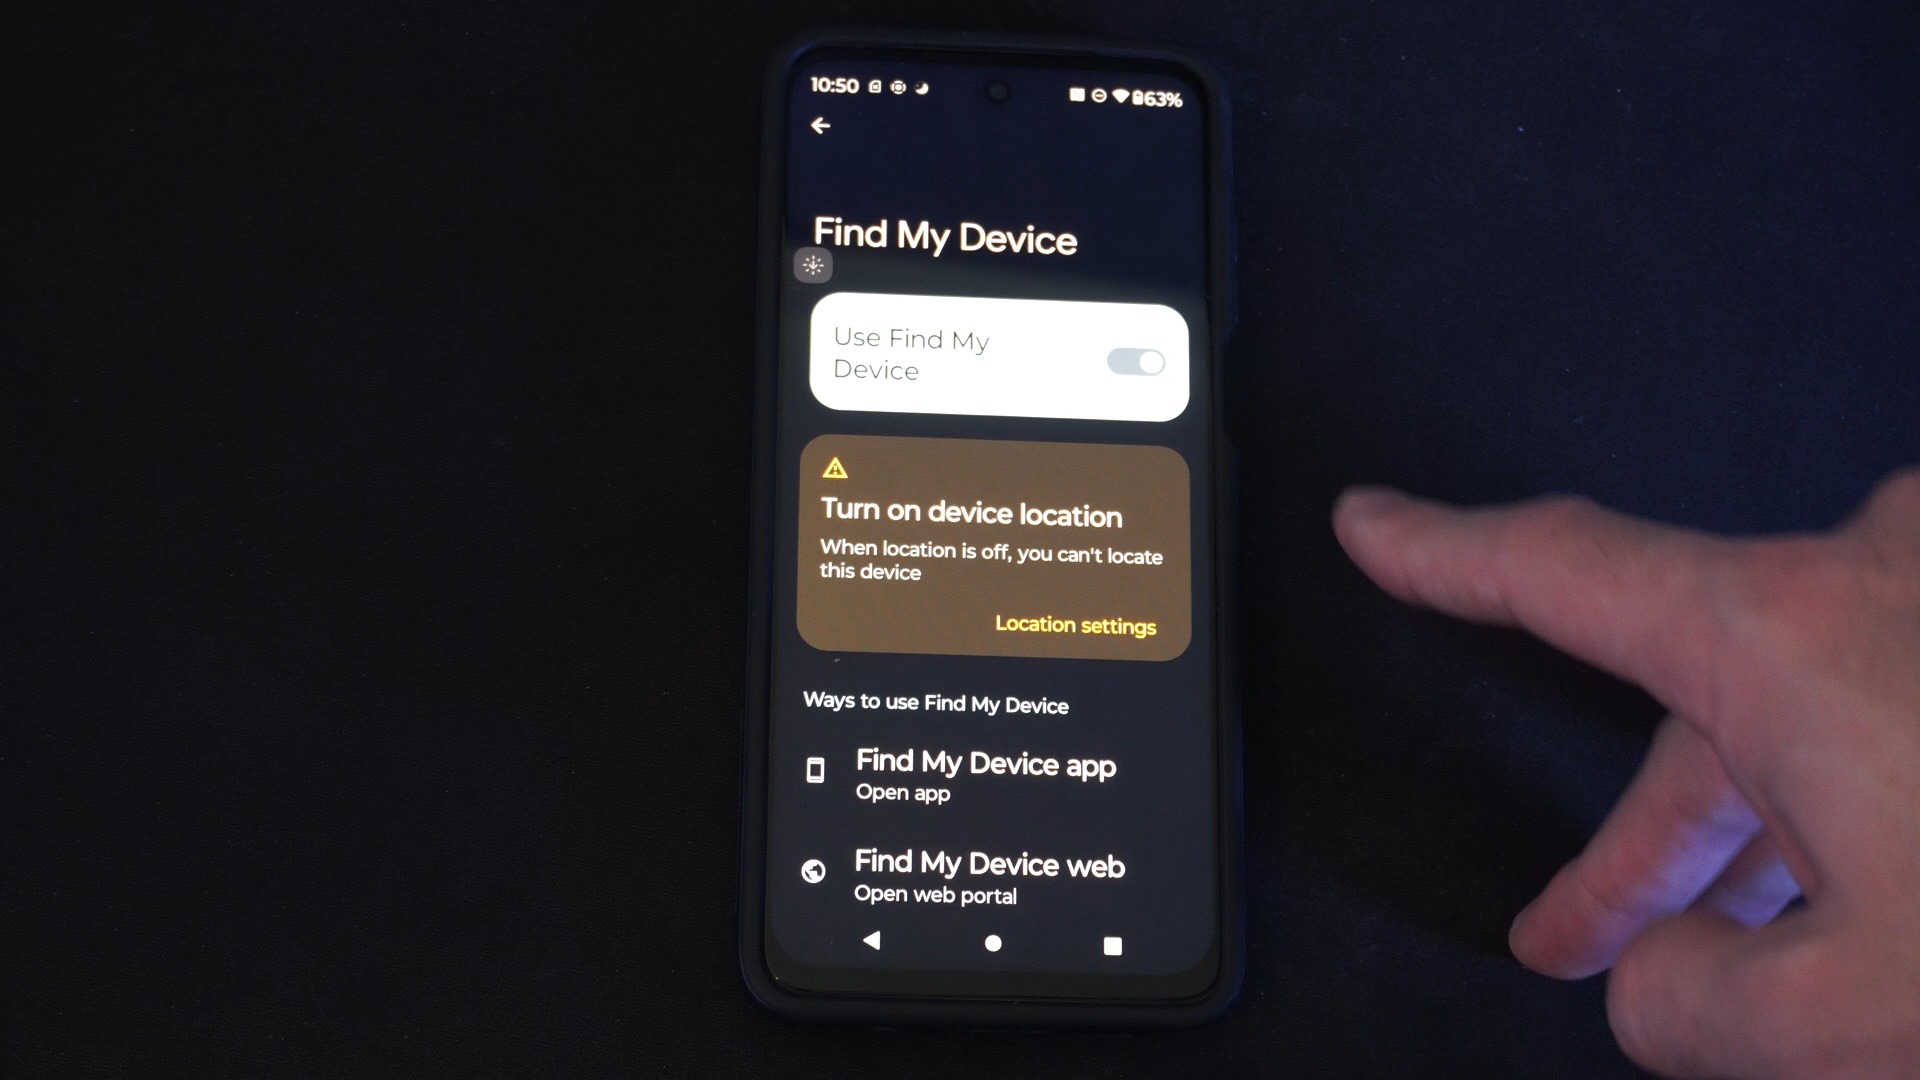 10:50 63%
Find My Device
Use Find My
Device
Turn on device location
When location is off, you can't locate
this device
Location settings
Ways to use Find My Device
Find My Device app
Open app
Find My Device web
Open web portal